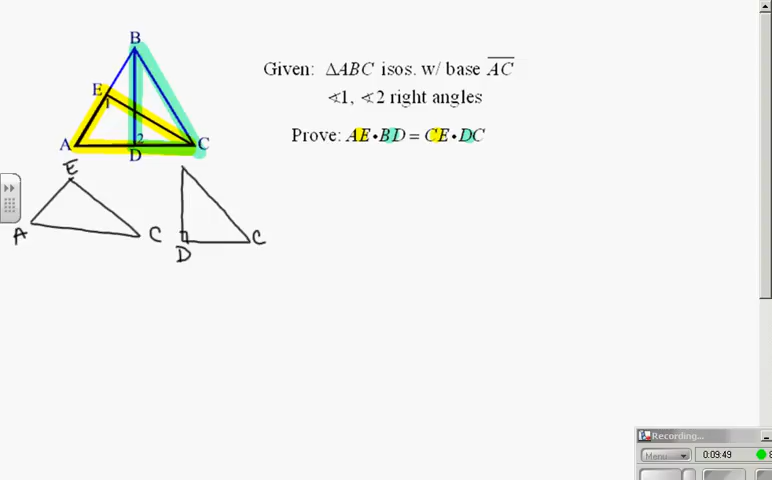 B
Given: ΔABC isos. w/ base AC
E
1
∢1, ∢2 right angles
2
Prove: AE•BD = CE•DC
A
C
D
E
A
C
C
D
Recording...
Menu
0:09:49